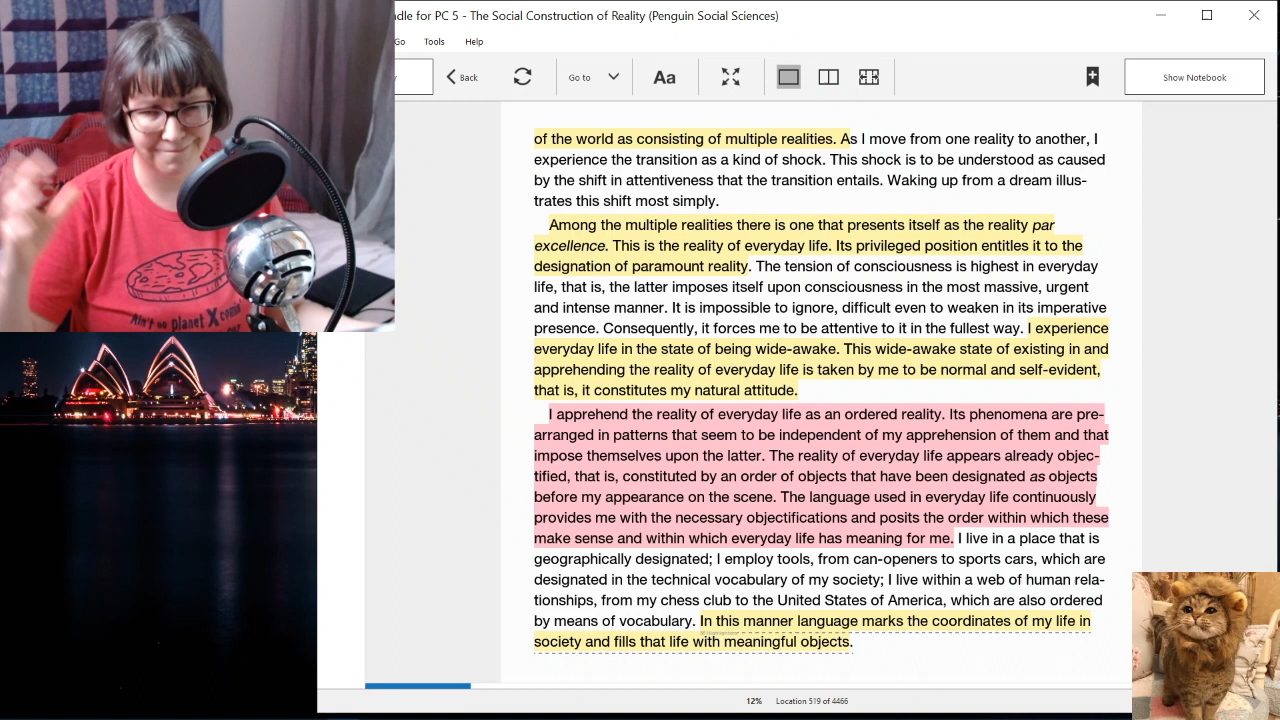 dle for PC 5 - The Social Construction of Reality (Penguin Social Sciences)
Go Tools Help
Back Go to Aa Show Notebook
of the world as consisting of multiple realities. As I move from one reality to another, I
experience the transition as a kind of shock. This shock is to be understood as caused
by the shift in attentiveness that the transition entails. Waking up from a dream illus-
trates this shift most simply.
Among the multiple realities there is one that presents itself as the reality par
excellence. This is the reality of everyday life. Its privileged position entitles it to the
designation of paramount reality. The tension of consciousness is highest in everyday
life, that is, the latter imposes itself upon consciousness in the most massive, urgent
and intense manner. It is impossible to ignore, difficult even to weaken in its imperative
presence. Consequently, it forces me to be attentive to it in the fullest way. I experience
everyday life in the state of being wide-awake. This wide-awake state of existing in and
apprehending the reality of everyday life is taken by me to be normal and self-evident,
that is, it constitutes my natural attitude.
I apprehend the reality of everyday life as an ordered reality. Its phenomena are pre-
arranged in patterns that seem to be independent of my apprehension of them and that
impose themselves upon the latter. The reality of everyday life appears already objec-
tified, that is, constituted by an order of objects that have been designated as objects
before my appearance on the scene. The language used in everyday life continuously
provides me with the necessary objectifications and posits the order within which these
make sense and within which everyday life has meaning for me. I live in a place that is
geographically designated; I employ tools, from can-openers to sports cars, which are
designated in the technical vocabulary of my society; I live within a web of human rela-
tionships, from my chess club to the United States of America, which are also ordered
by means of vocabulary. In this manner language marks the coordinates of my life in
society and fills that life with meaningful objects.
12% Location 519 of 4466
Ain't no planet X